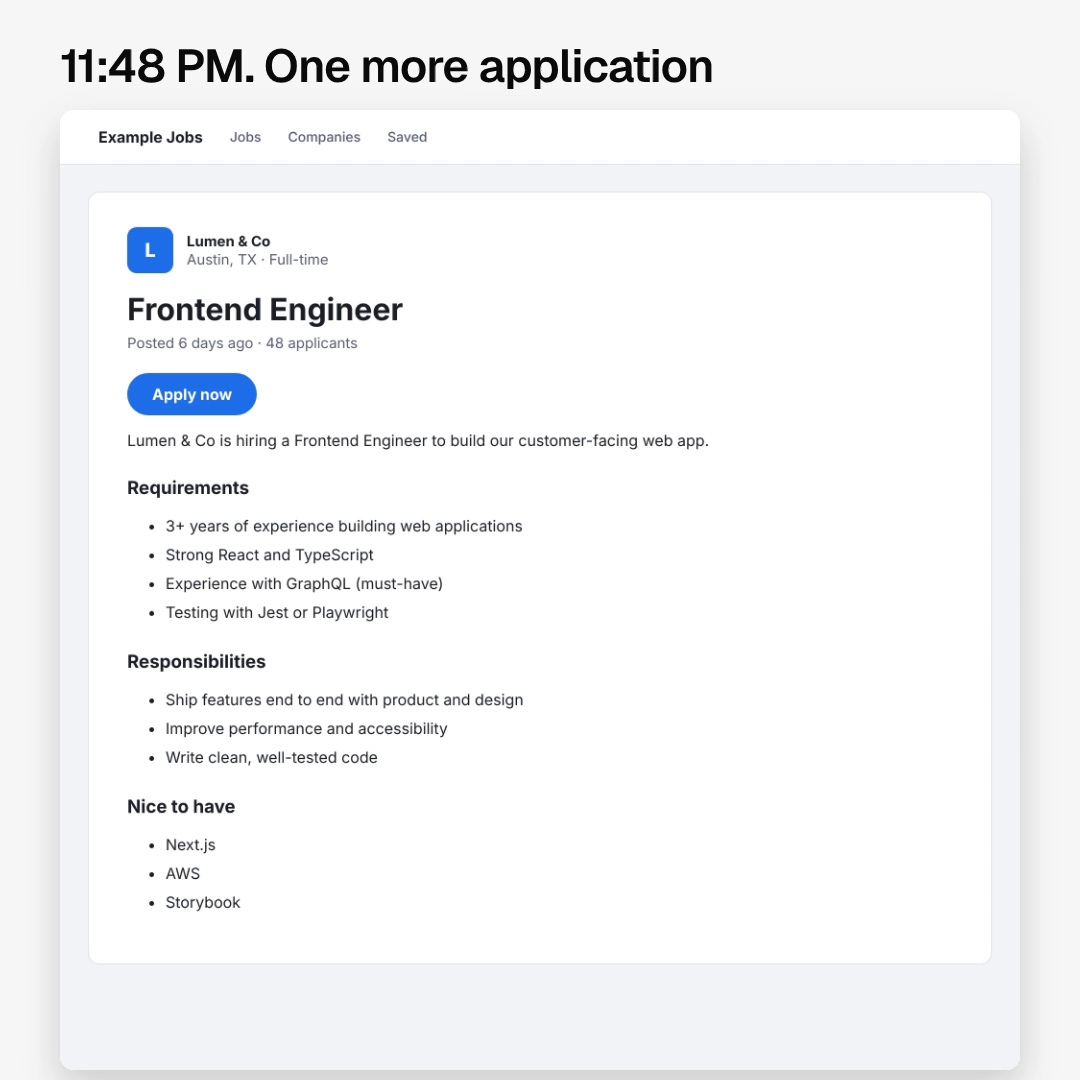 11:48 PM. One more application
Example Jobs Jobs Companies Saved
L
Lumen & Co
Austin, TX · Full-time
Frontend Engineer
Posted 6 days ago · 48 applicants
Apply now
Lumen & Co is hiring a Frontend Engineer to build our customer-facing web app.
Requirements
• 3+ years of experience building web applications
• Strong React and TypeScript
• Experience with GraphQL (must-have)
• Testing with Jest or Playwright
Responsibilities
• Ship features end to end with product and design
• Improve performance and accessibility
• Write clean, well-tested code
Nice to have
• Next.js
• AWS
• Storybook